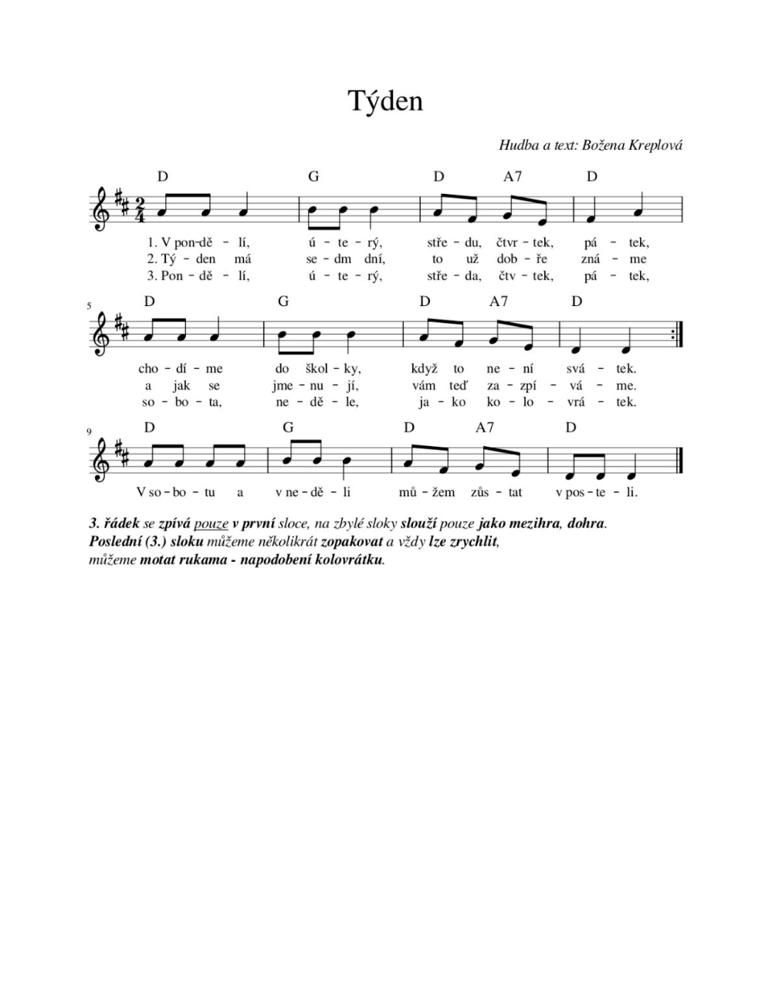 Týden
Hudba a text: Božena Kreplová
D G D A7 D
2
4
1. V pon-dě - lí, ú - te - rý, stře - du, čtvr - tek, pá - tek,
2. Tý - den má se - dm dní, to už dob - ře zná - me
3. Pon - dě - lí, ú - te - rý, stře - da, čtv - tek, pá - tek,
5
D G D A7 D
cho - dí - me do škol - ky, když to ne - ní svá - tek.
a jak se jme - nu - jí, vám teď za - zpí - vá - me.
so - bo - ta, ne - dě - le, ja - ko ko - lo - vrá - tek.
9
D G D A7 D
V so - bo - tu a v ne - dě - li mů - žem zůs - tat v pos - te - li.
3. řádek se zpívá pouze v první sloce, na zbylé sloky slouží pouze jako mezihra, dohra.
Poslední (3.) sloku můžeme několikrát zopakovat a vždy lze zrychlit,
můžeme motat rukama - napodobení kolovrátku.